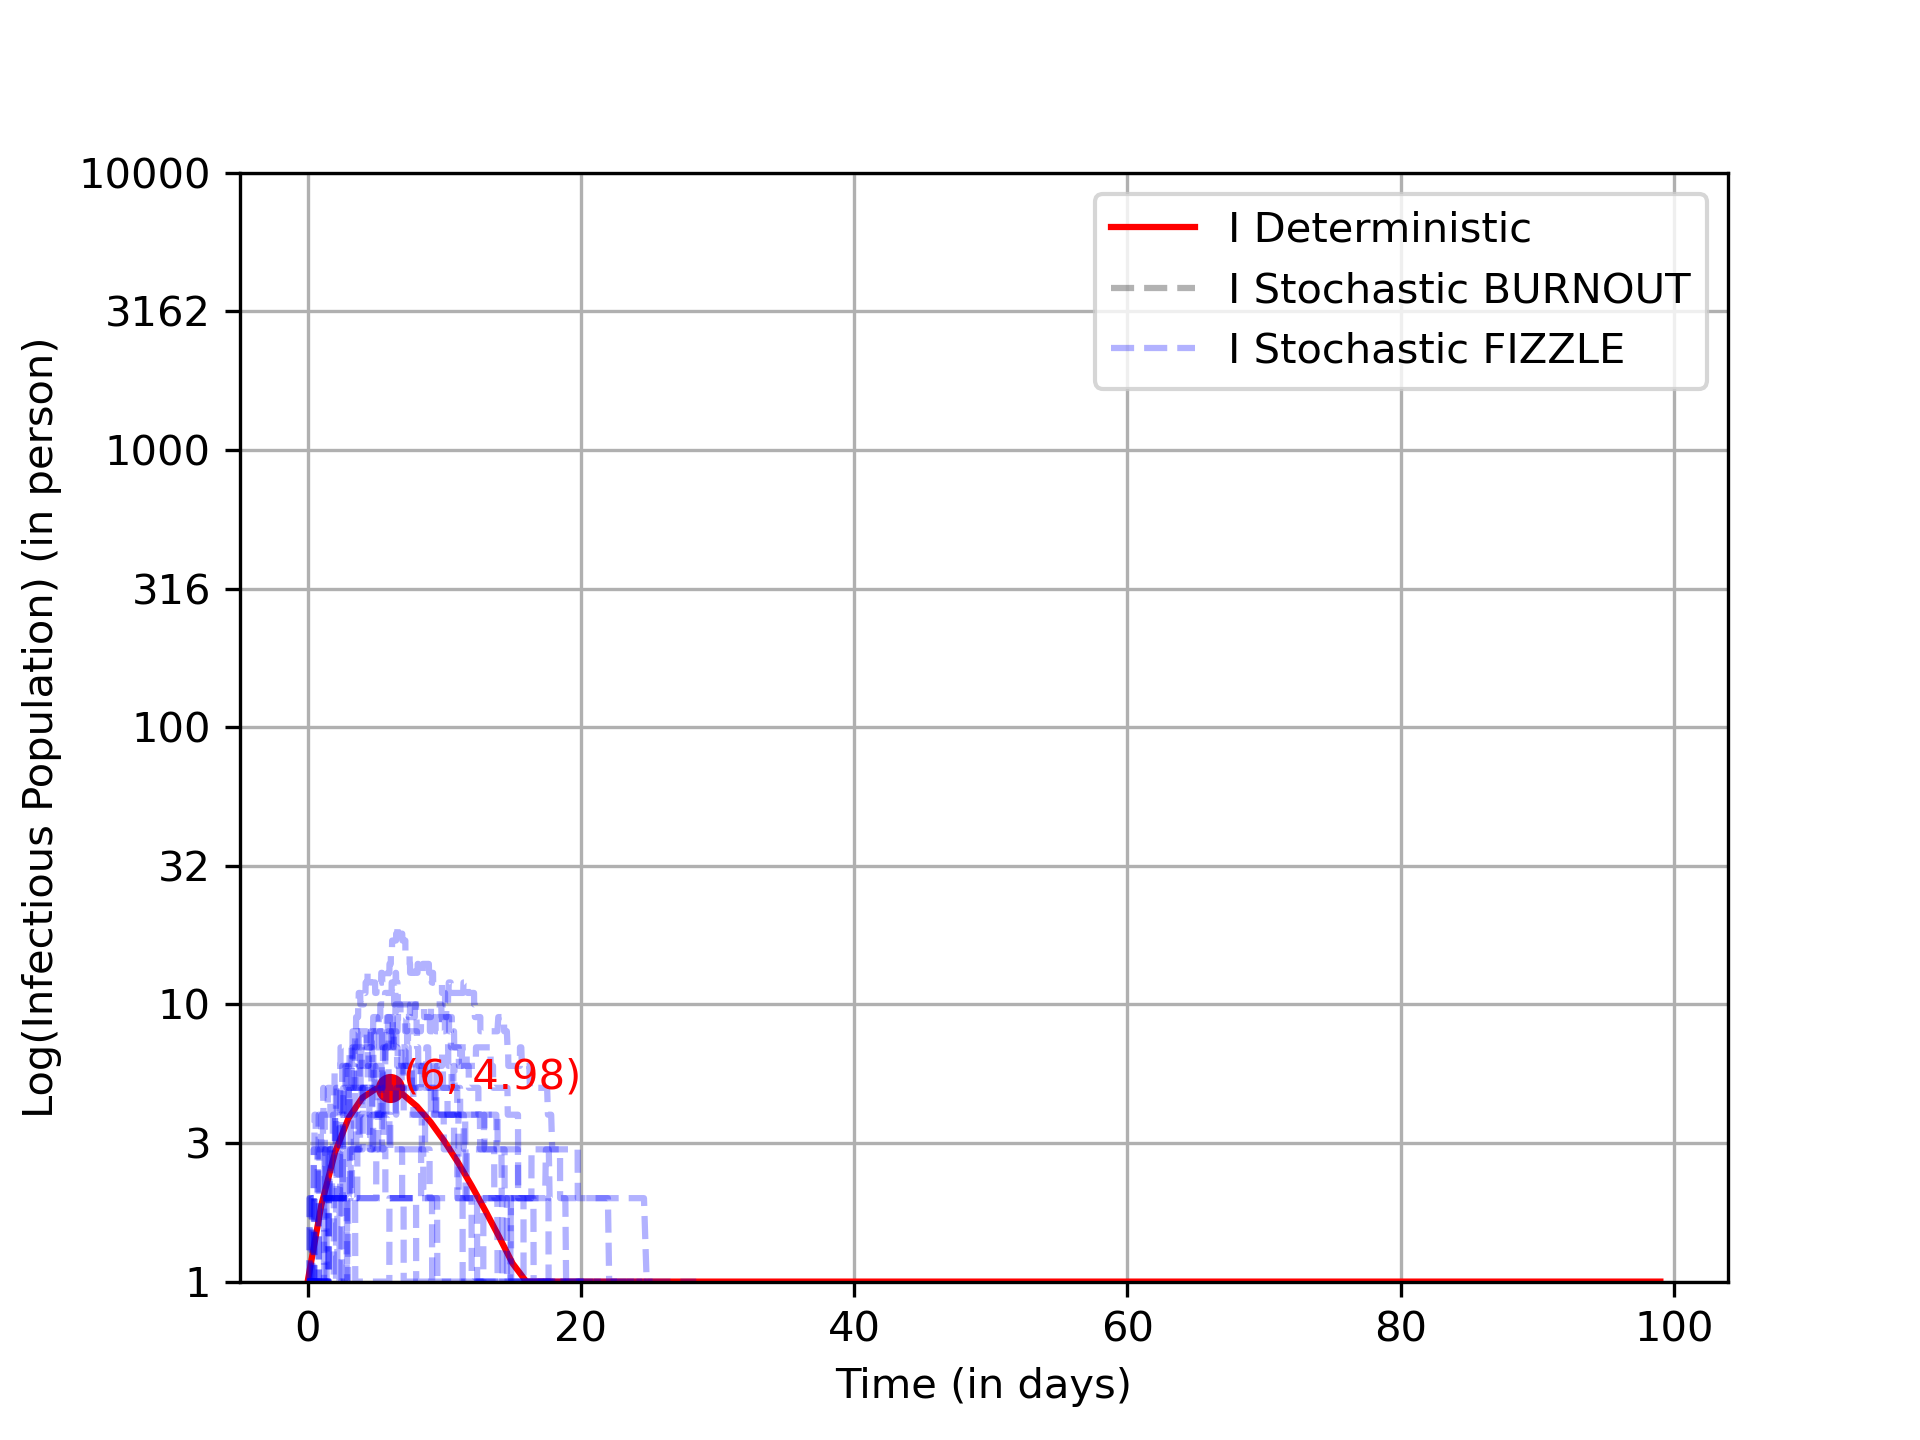 10000
3162
1000
316
100
32
10
3
1
0 20 40 60 80 100
Time (in days)
Log(Infectious Population) (in person)
I Deterministic
I Stochastic BURNOUT
I Stochastic FIZZLE
(6, 4.98)